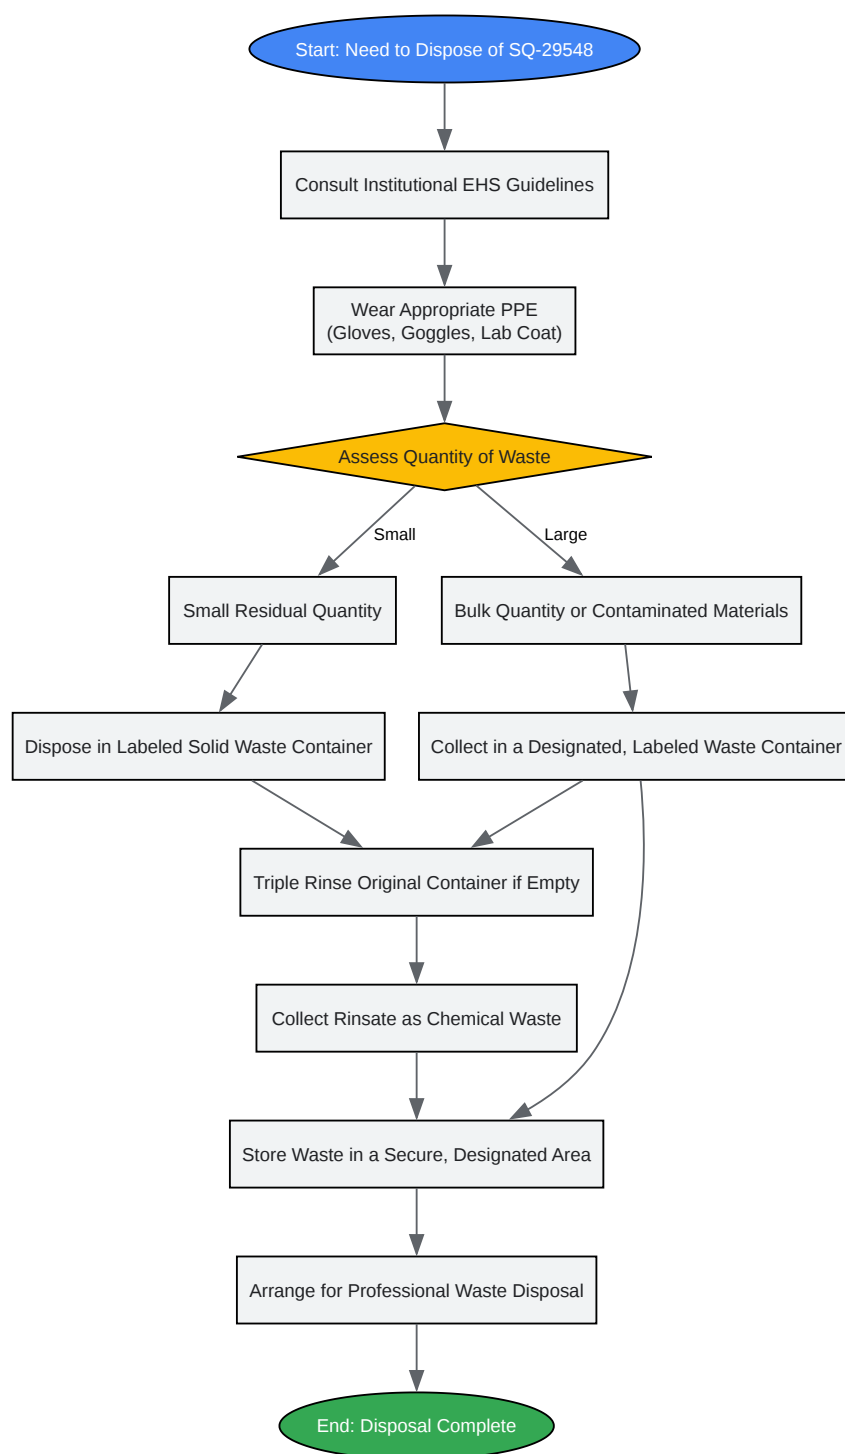 Start: Need to Dispose of SQ-29548
Consult Institutional EHS Guidelines
Wear Appropriate PPE
(Gloves, Goggles, Lab Coat)
Assess Quantity of Waste
Small
Large
Small Residual Quantity
Bulk Quantity or Contaminated Materials
Dispose in Labeled Solid Waste Container
Collect in a Designated, Labeled Waste Container
Triple Rinse Original Container if Empty
Collect Rinsate as Chemical Waste
Store Waste in a Secure, Designated Area
Arrange for Professional Waste Disposal
End: Disposal Complete